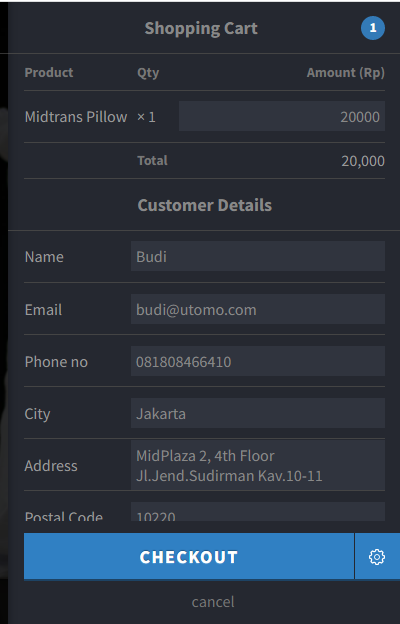 Shopping Cart 1
Product Qty Amount (Rp)
Midtrans Pillow × 1 20000
Total 20,000
Customer Details
Name Budi
Email budi@utomo.com
Phone no 081808466410
City Jakarta
Address MidPlaza 2, 4th Floor
Jl.Jend.Sudirman Kav.10-11
Postal Code 10220
CHECKOUT
cancel